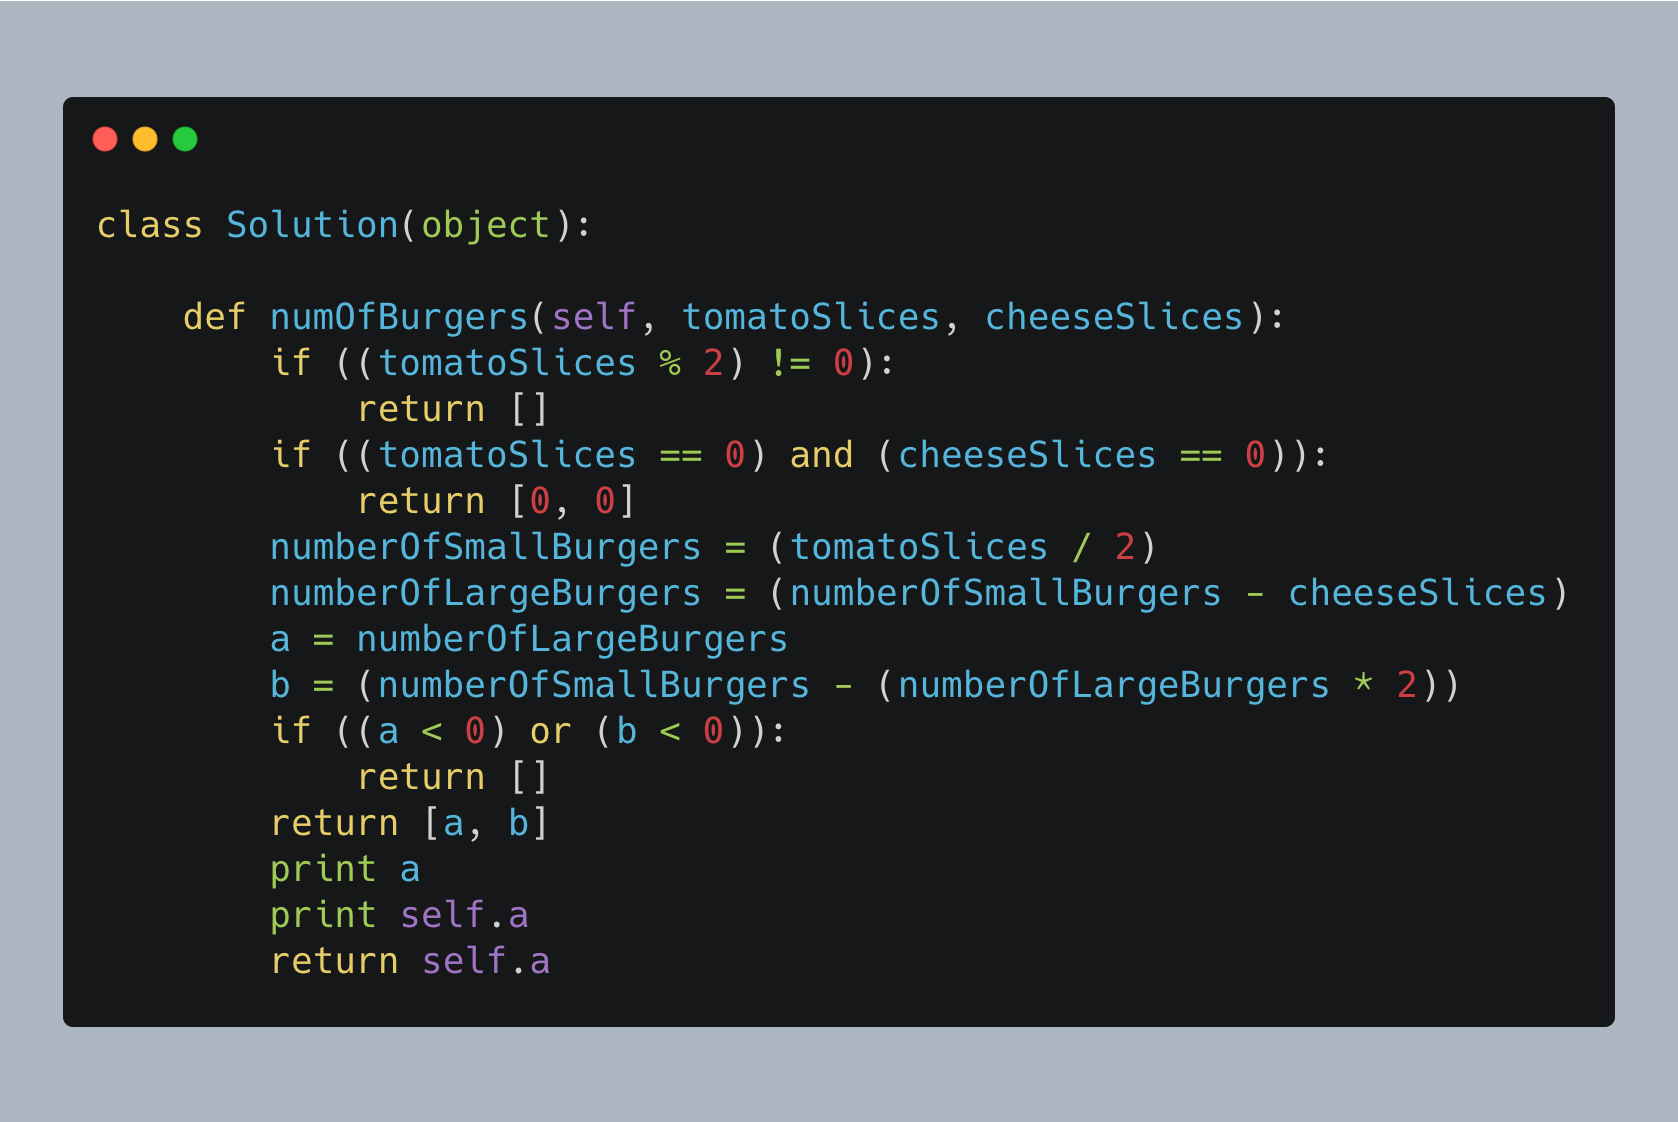 class Solution(object):

    def numOfBurgers(self, tomatoSlices, cheeseSlices):
        if ((tomatoSlices % 2) != 0):
            return []
        if ((tomatoSlices == 0) and (cheeseSlices == 0)):
            return [0, 0]
        numberOfSmallBurgers = (tomatoSlices / 2)
        numberOfLargeBurgers = (numberOfSmallBurgers - cheeseSlices)
        a = numberOfLargeBurgers
        b = (numberOfSmallBurgers - (numberOfLargeBurgers * 2))
        if ((a < 0) or (b < 0)):
            return []
        return [a, b]
        print a
        print self.a
        return self.a